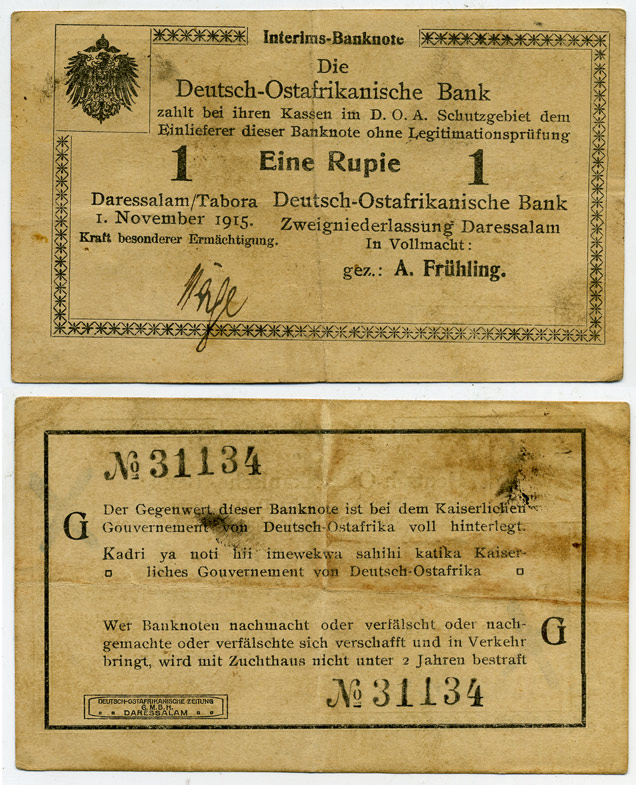 Interims-Banknote
Die
Deutsch-Ostafrikanische Bank
zahlt bei ihren Kassen im D. O. A. Schutzgebiet dem
Einlieferer dieser Banknote ohne Legitimationsprüfung
1 Eine Rupie 1
Daressalam/Tabora
1. November 1915.
Kraft besonderer Ermächtigung.
Deutsch-Ostafrikanische Bank
Zweigniederlassung Daressalam
In Vollmacht:
gez.: A. Frühling.
№ 31134
G
Der Gegenwert dieser Banknote ist bei dem Kaiserlichen
Gouvernement von Deutsch-Ostafrika voll hinterlegt.
Kadri ya noti hii imewekwa sahihi katika Kaiser-
liches Gouvernement von Deutsch-Ostafrika
Wer Banknoten nachmacht oder verfälscht oder nach-
gemachte oder verfälschte sich verschafft und in Verkehr
bringt, wird mit Zuchthaus nicht unter 2 Jahren bestraft
G
№ 31134
DEUTSCH-OSTAFRIKANISCHE ZEITUNG
G.M.B.H.
DARESSALAM